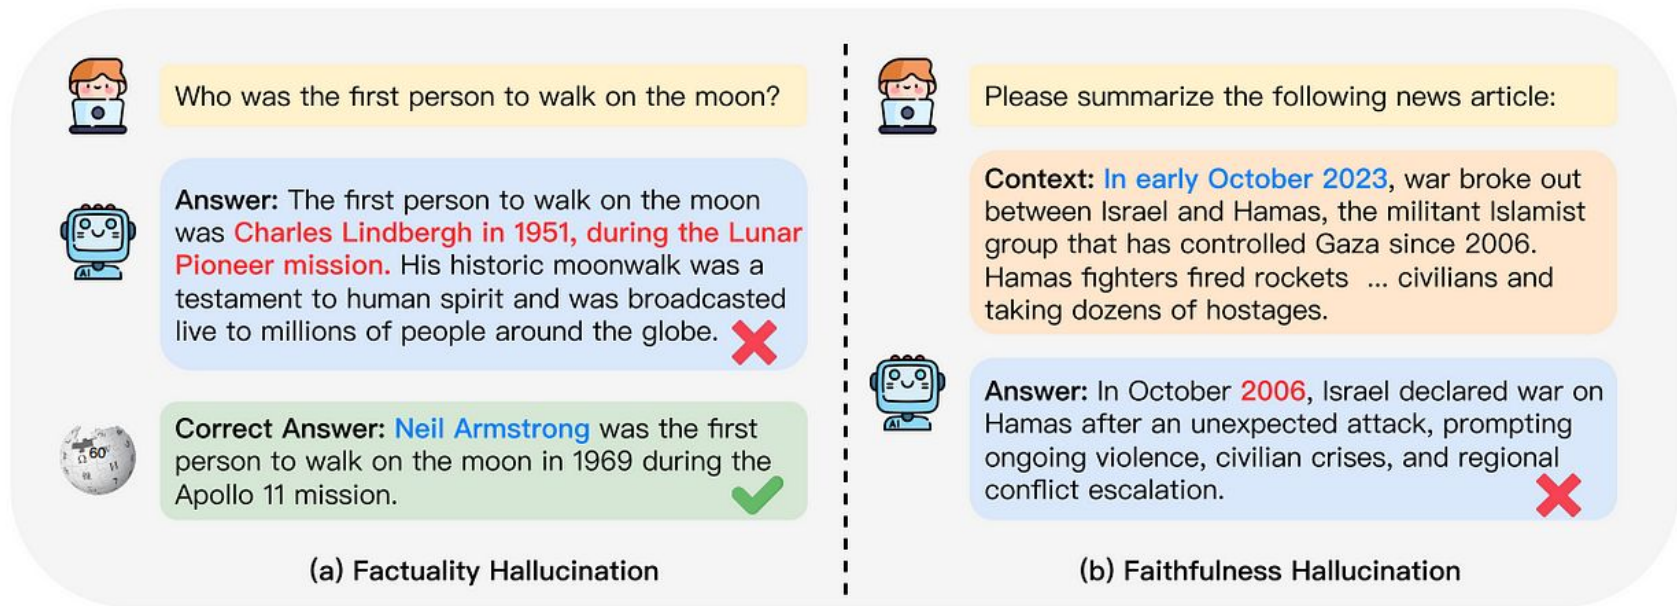 Who was the first person to walk on the moon?
Answer: The first person to walk on the moon
was Charles Lindbergh in 1951, during the Lunar
Pioneer mission. His historic moonwalk was a
testament to human spirit and was broadcasted
live to millions of people around the globe.
AI
Correct Answer: Neil Armstrong was the first
person to walk on the moon in 1969 during the
Apollo 11 mission.
Ω 60
(a) Factuality Hallucination
Please summarize the following news article:
Context: In early October 2023, war broke out
between Israel and Hamas, the militant Islamist
group that has controlled Gaza since 2006.
Hamas fighters fired rockets ... civilians and
taking dozens of hostages.
Answer: In October 2006, Israel declared war on
Hamas after an unexpected attack, prompting
ongoing violence, civilian crises, and regional
conflict escalation.
AI
(b) Faithfulness Hallucination